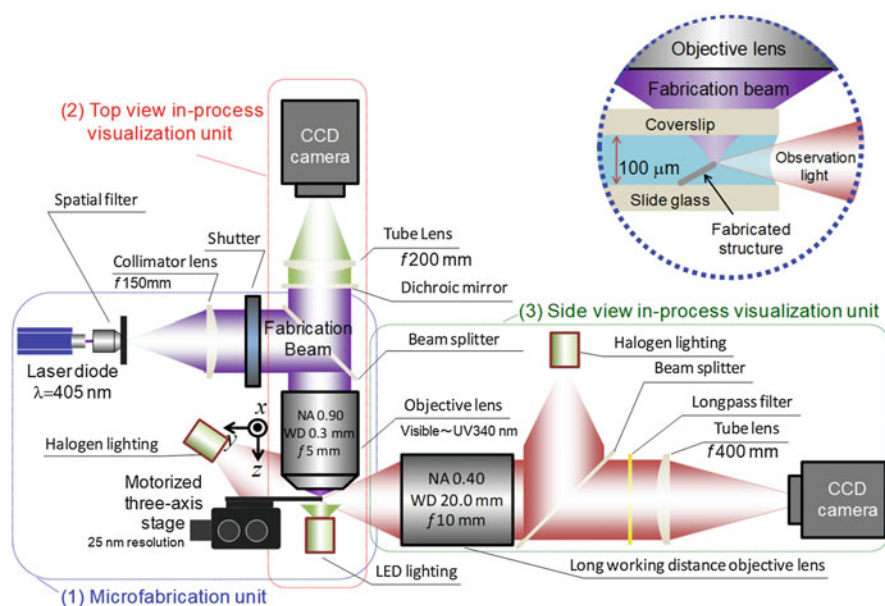 (2) Top view in-process
visualization unit
CCD
camera
Spatial filter
Shutter
Collimator lens
f150mm
Tube Lens
f200 mm
Dichroic mirror
Fabrication
Beam
Beam splitter
Laser diode
λ=405 nm
Objective lens
Visible～UV340 nm
NA 0.90
WD 0.3 mm
f5 mm
x
y
z
Halogen lighting
Motorized
three-axis
stage
25 nm resolution
LED lighting
(1) Microfabrication unit
(3) Side view in-process visualization unit
Halogen lighting
Beam splitter
Longpass filter
Tube lens
f400 mm
NA 0.40
WD 20.0 mm
f10 mm
CCD
camera
Long working distance objective lens
Objective lens
Fabrication beam
Coverslip
100 μm
Observation
light
Slide glass
Fabricated
structure